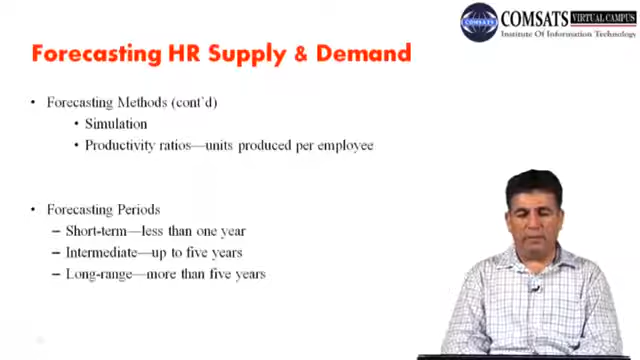 COMSATS VIRTUAL CAMPUS
Institute Of Information Technology
Forecasting HR Supply & Demand
• Forecasting Methods (cont'd)
• Simulation
• Productivity ratios—units produced per employee
• Forecasting Periods
– Short-term—less than one year
– Intermediate—up to five years
– Long-range—more than five years